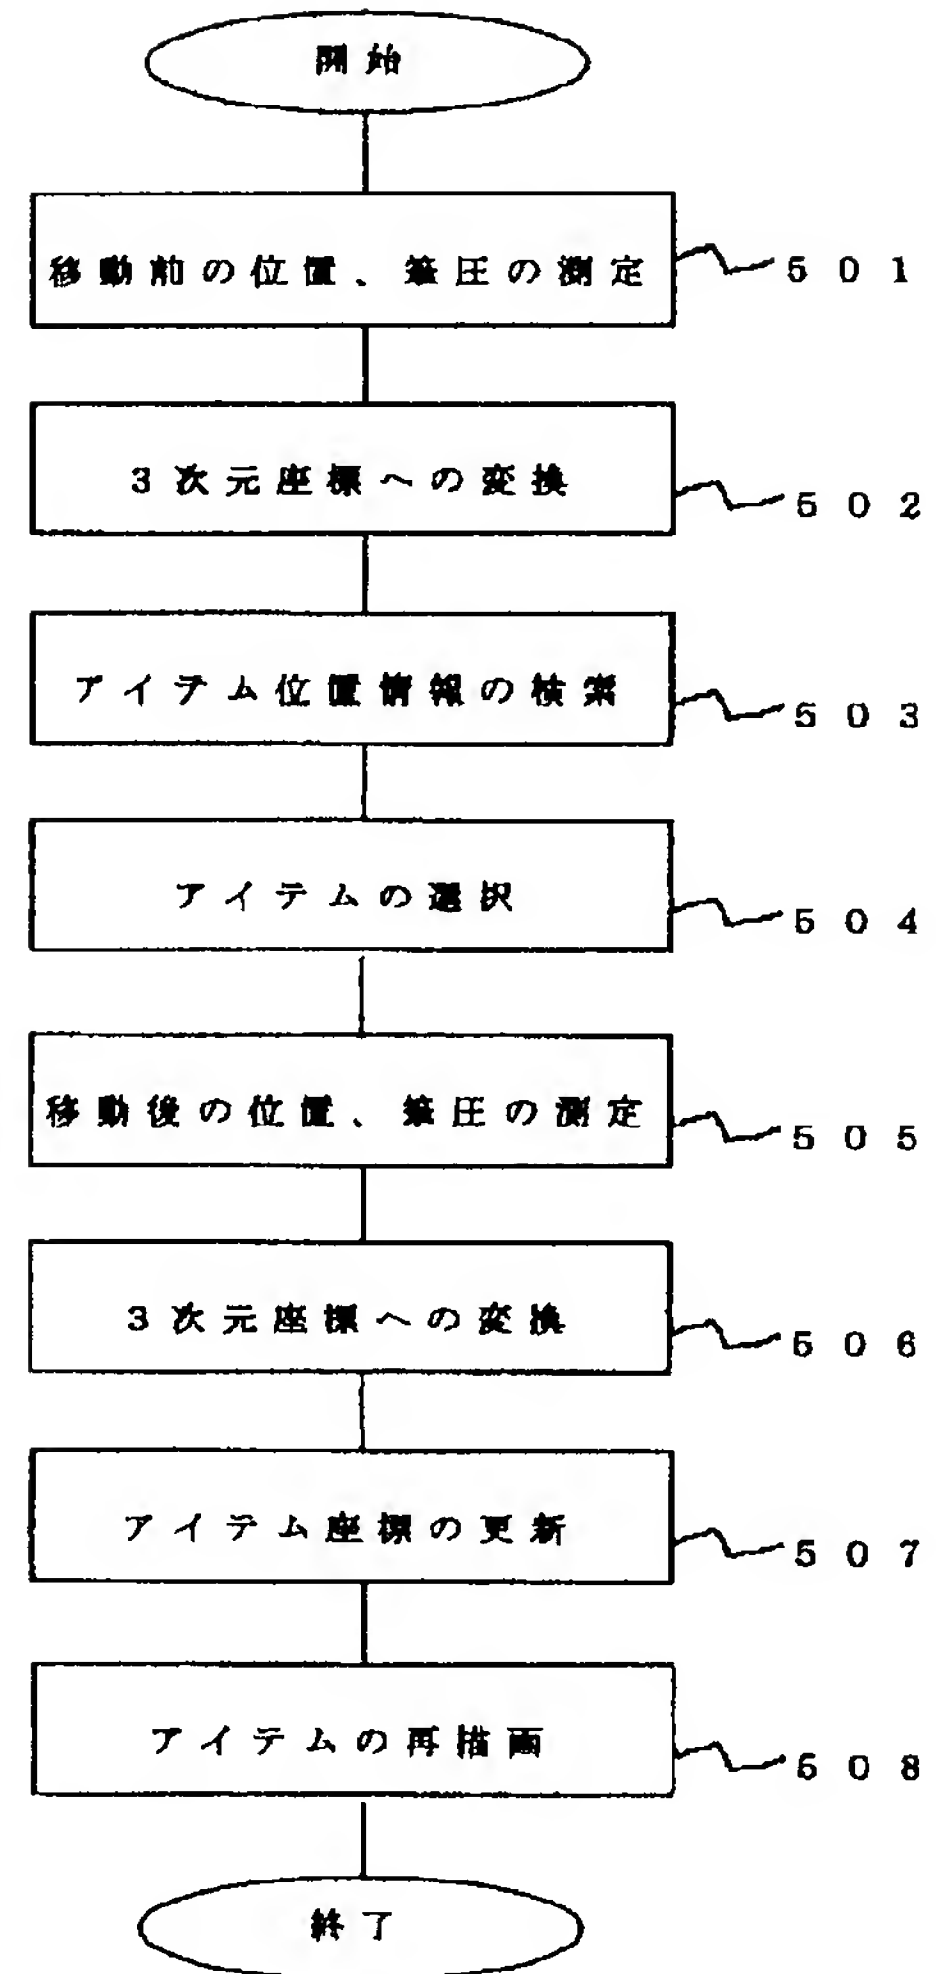 開始
移動前の位置、筆圧の測定
501
3次元座標への変換
502
アイテム位置情報の検索
503
アイテムの選択
504
移動後の位置、筆圧の測定
505
3次元座標への変換
506
アイテム座標の更新
507
アイテムの再描画
508
終了